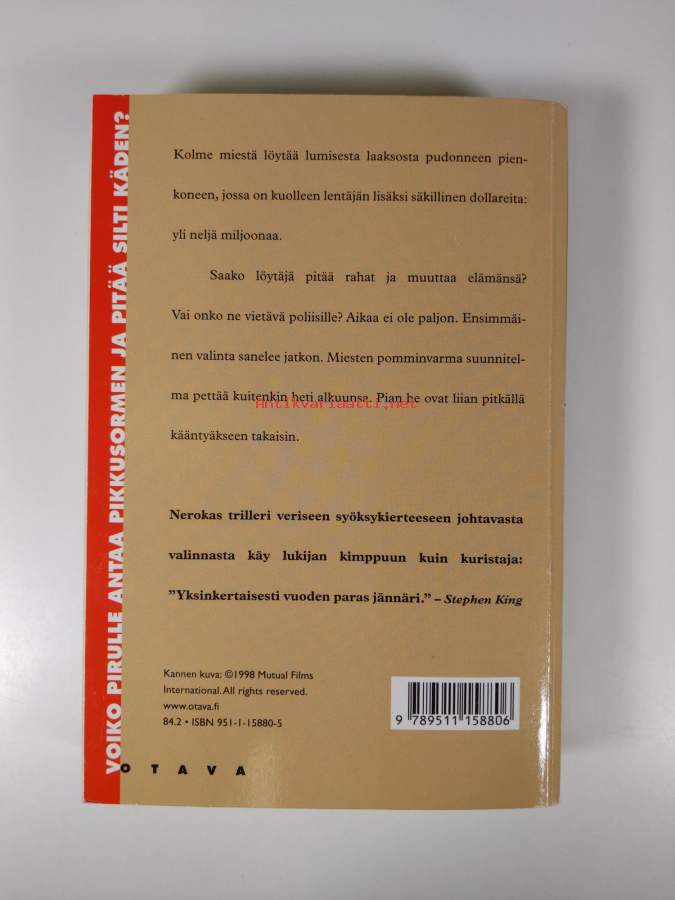 VOIKO PIRULLE ANTAA PIKKUSORMEN JA PITÄÄ SILTI KÄDEN?
Kolme miestä löytää lumisesta laaksosta pudonneen pien-
koneen, jossa on kuolleen lentäjän lisäksi säkillinen dollareita:
yli neljä miljoonaa.
Saako löytäjä pitää rahat ja muuttaa elämänsä?
Vai onko ne vietävä poliisille? Aikaa ei ole paljon. Ensimmäi-
nen valinta sanelee jatkon. Miesten pomminvarma suunnitel-
ma pettää kuitenkin heti alkuunsa. Pian he ovat liian pitkällä
Antikvariaatti.net
kääntyäkseen takaisin.
Nerokas trilleri veriseen syöksykierteeseen johtavasta
valinnasta käy lukijan kimppuun kuin kuristaja:
”Yksinkertaisesti vuoden paras jännäri.” – Stephen King
Kannen kuva: ©1998 Mutual Films
International. All rights reserved.
www.otava.fi
84.2 • ISBN 951-1-15880-5
9 789511 158806
OTAVA